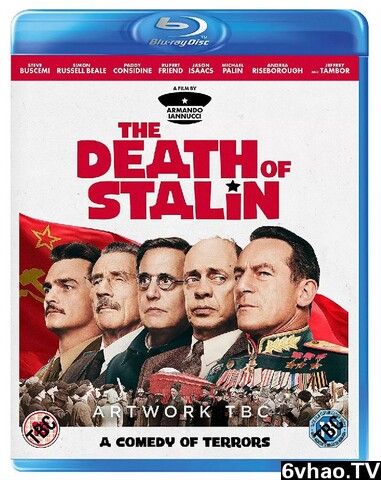 Blu-ray Disc
STEVE BUSCEMI SIMON RUSSELL BEALE PADDY CONSIDINE RUPERT FRIEND JASON ISAACS MICHAEL PALIN ANDREA RISEBOROUGH AND JEFFREY TAMBOR
A FILM BY
ARMANDO
IANNUCCI
THE
DEATH OF
STALIN
ARTWORK TBC
TBC
TBC
A COMEDY OF TERRORS
6vhao.TV